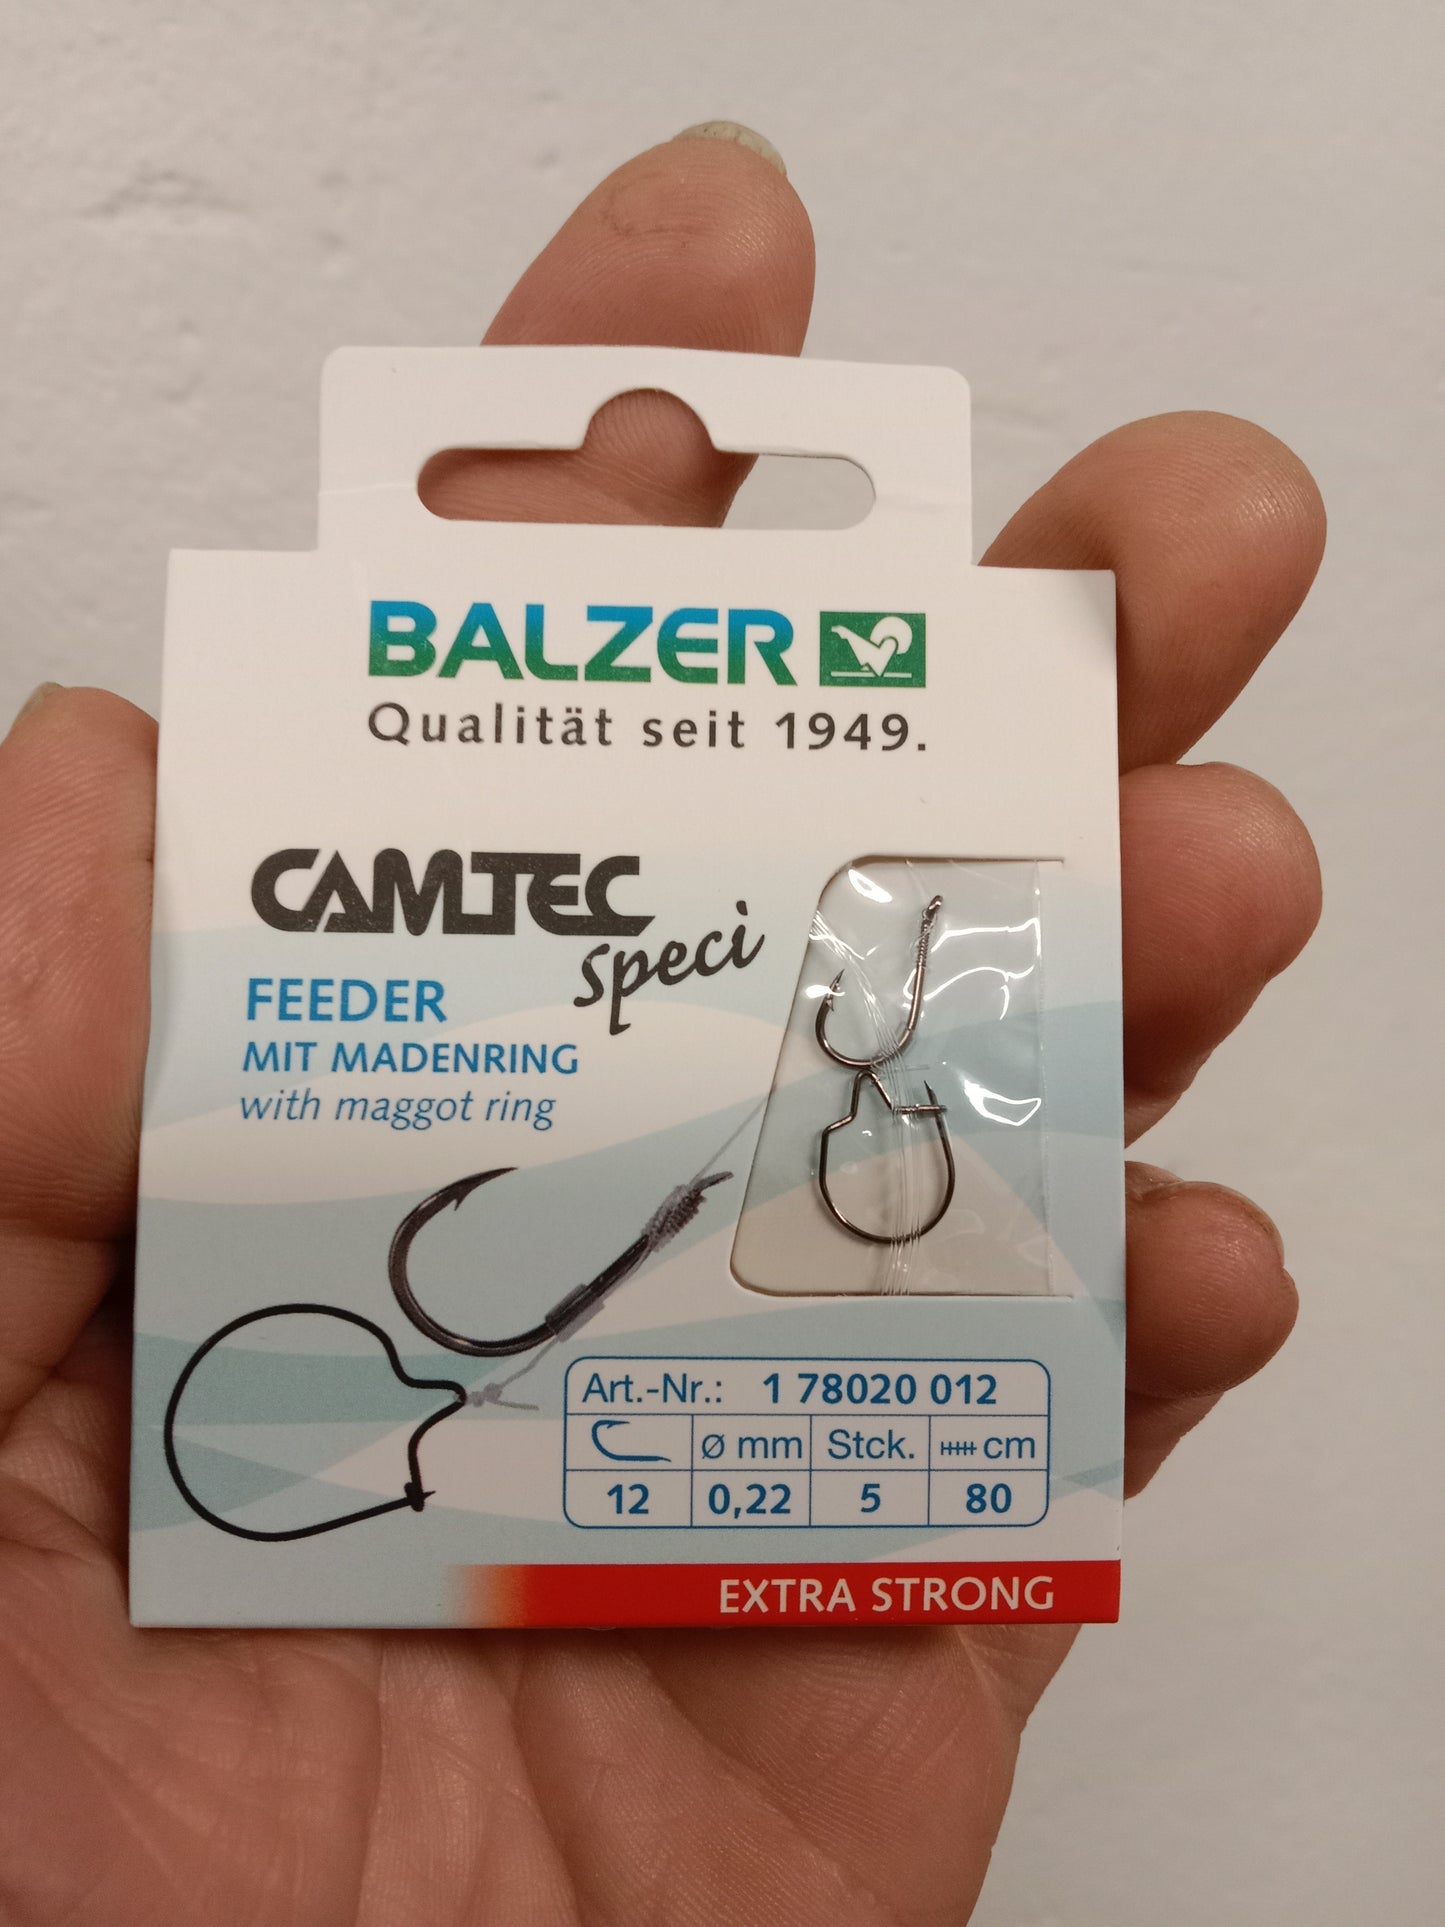 BALZER
Qualität seit 1949.
CAMTEC
speci
FEEDER
MIT MADENRING
with maggot ring
Art.-Nr.: 1 78020 012
Ø mm Stck. cm
12 0,22 5 80
EXTRA STRONG